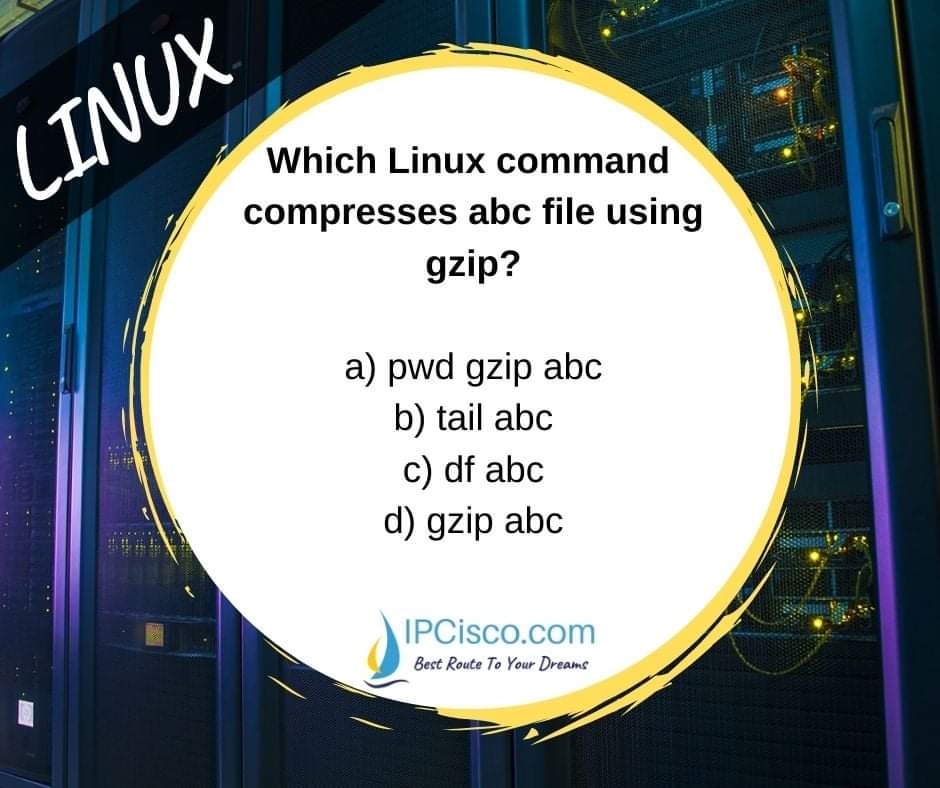 LINUX
Which Linux command
compresses abc file using
gzip?
a) pwd gzip abc
b) tail abc
c) df abc
d) gzip abc
IPCisco.com
Best Route To Your Dreams